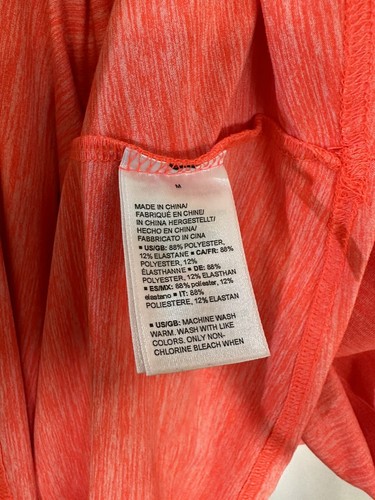 M
MADE IN CHINA/
FABRIQUÉ EN CHINE/
IN CHINA HERGESTELLT/
HECHO EN CHINA/
FABBRICATO IN CINA
▪ US/GB: 88% POLYESTER,
12% ELASTANE ▪ CA/FR: 88%
POLYESTER, 12%
ÉLASTHANNE ▪ DE: 88%
POLYESTER, 12% ELASTHAN
▪ ES/MX: 88% poliéster, 12%
elastano ▪ IT: 88%
POLIESTERE, 12% ELASTAN
▪ US/GB: MACHINE WASH
WARM. WASH WITH LIKE
COLORS. ONLY NON-
CHLORINE BLEACH WHEN